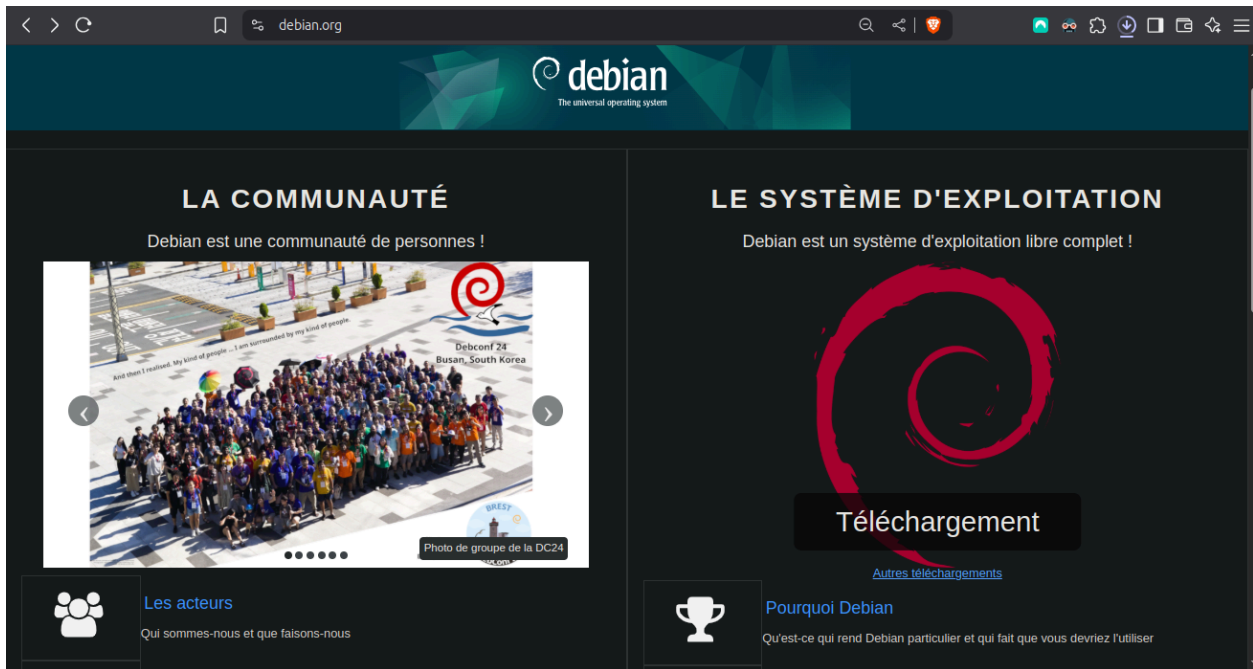 debian.org
debian
The universal operating system
LA COMMUNAUTÉ
Debian est une communauté de personnes !
And then I realised. My kind of people ... I am surrounded by my kind of people.
Debconf 24
Busan, South Korea
BREST
Photo de groupe de la DC24
Les acteurs
Qui sommes-nous et que faisons-nous
LE SYSTÈME D'EXPLOITATION
Debian est un système d'exploitation libre complet !
Téléchargement
Autres téléchargements
Pourquoi Debian
Qu'est-ce qui rend Debian particulier et qui fait que vous devriez l'utiliser